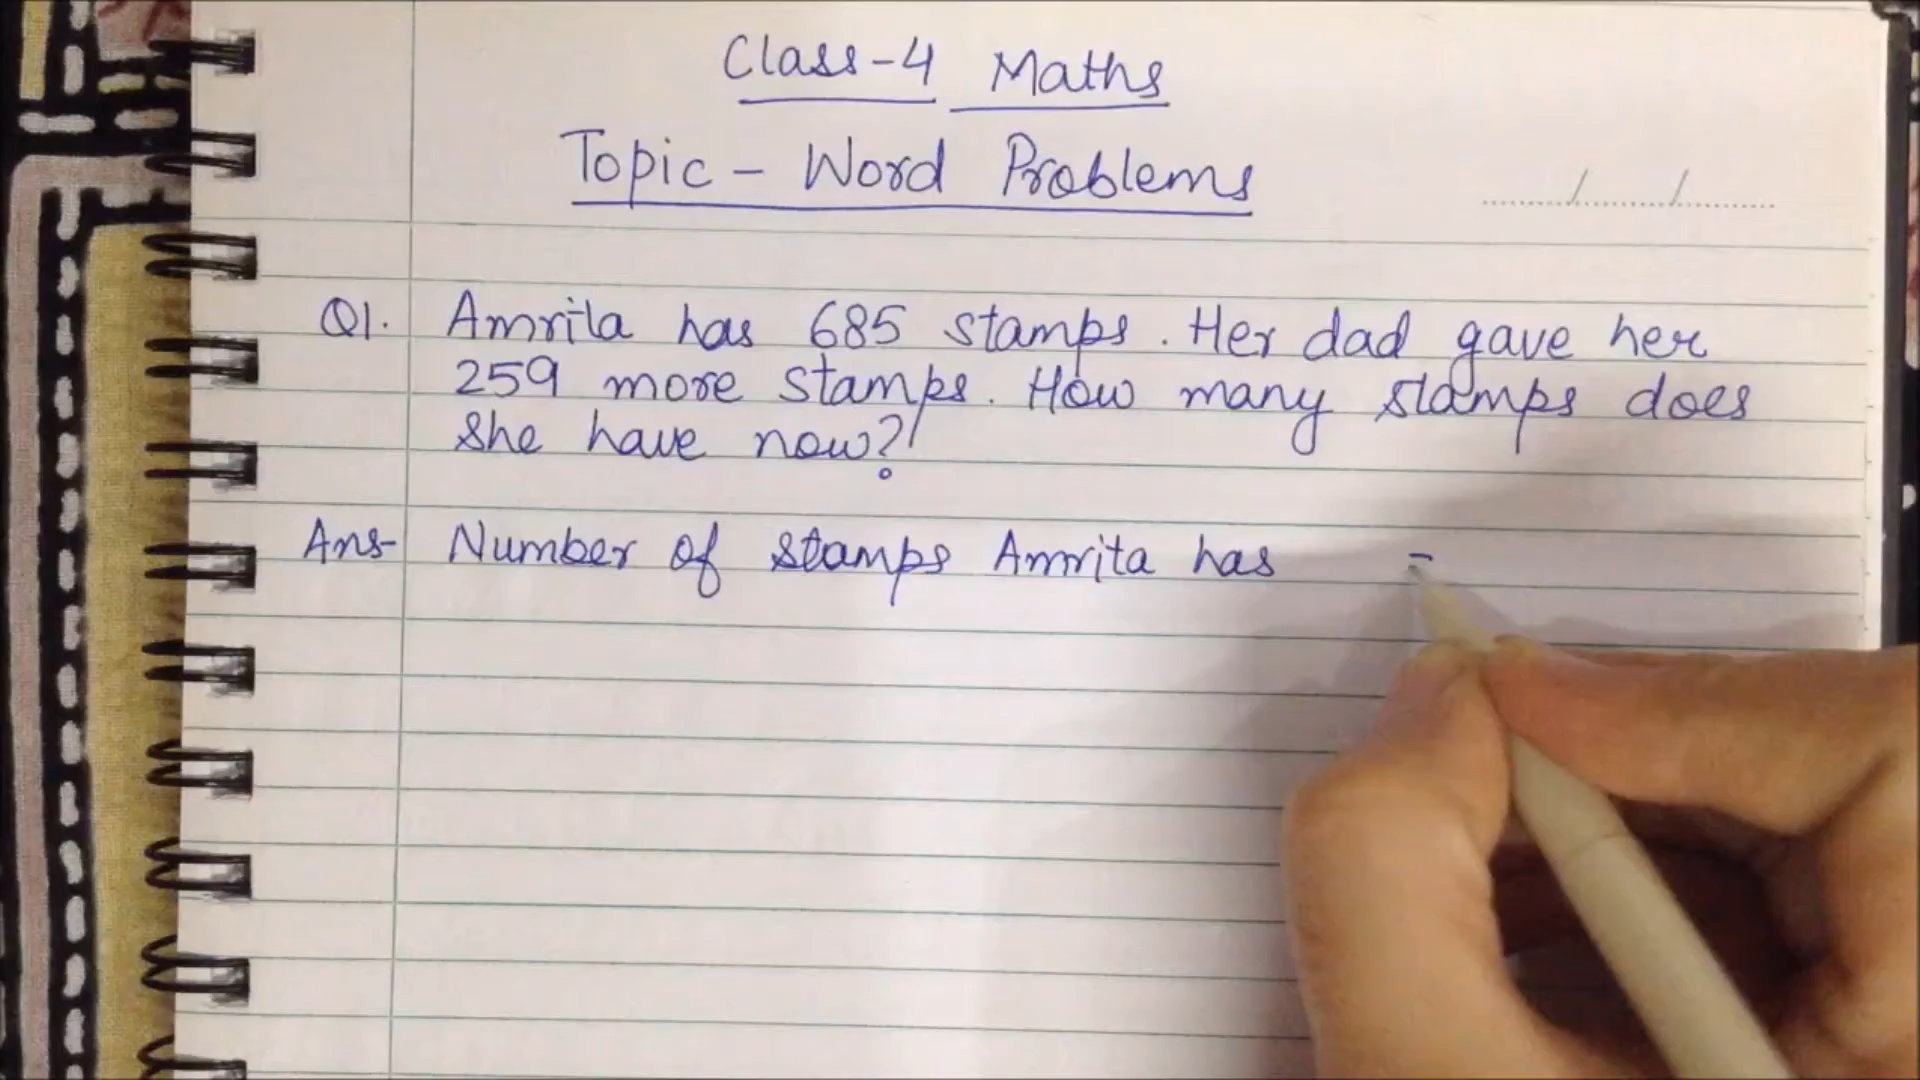 Class-4 Maths
Topic - Word Problems
Q1. Amrita has 685 stamps. Her dad gave her
259 more stamps. How many stamps does
she have now?
Ans- Number of stamps Amrita has =